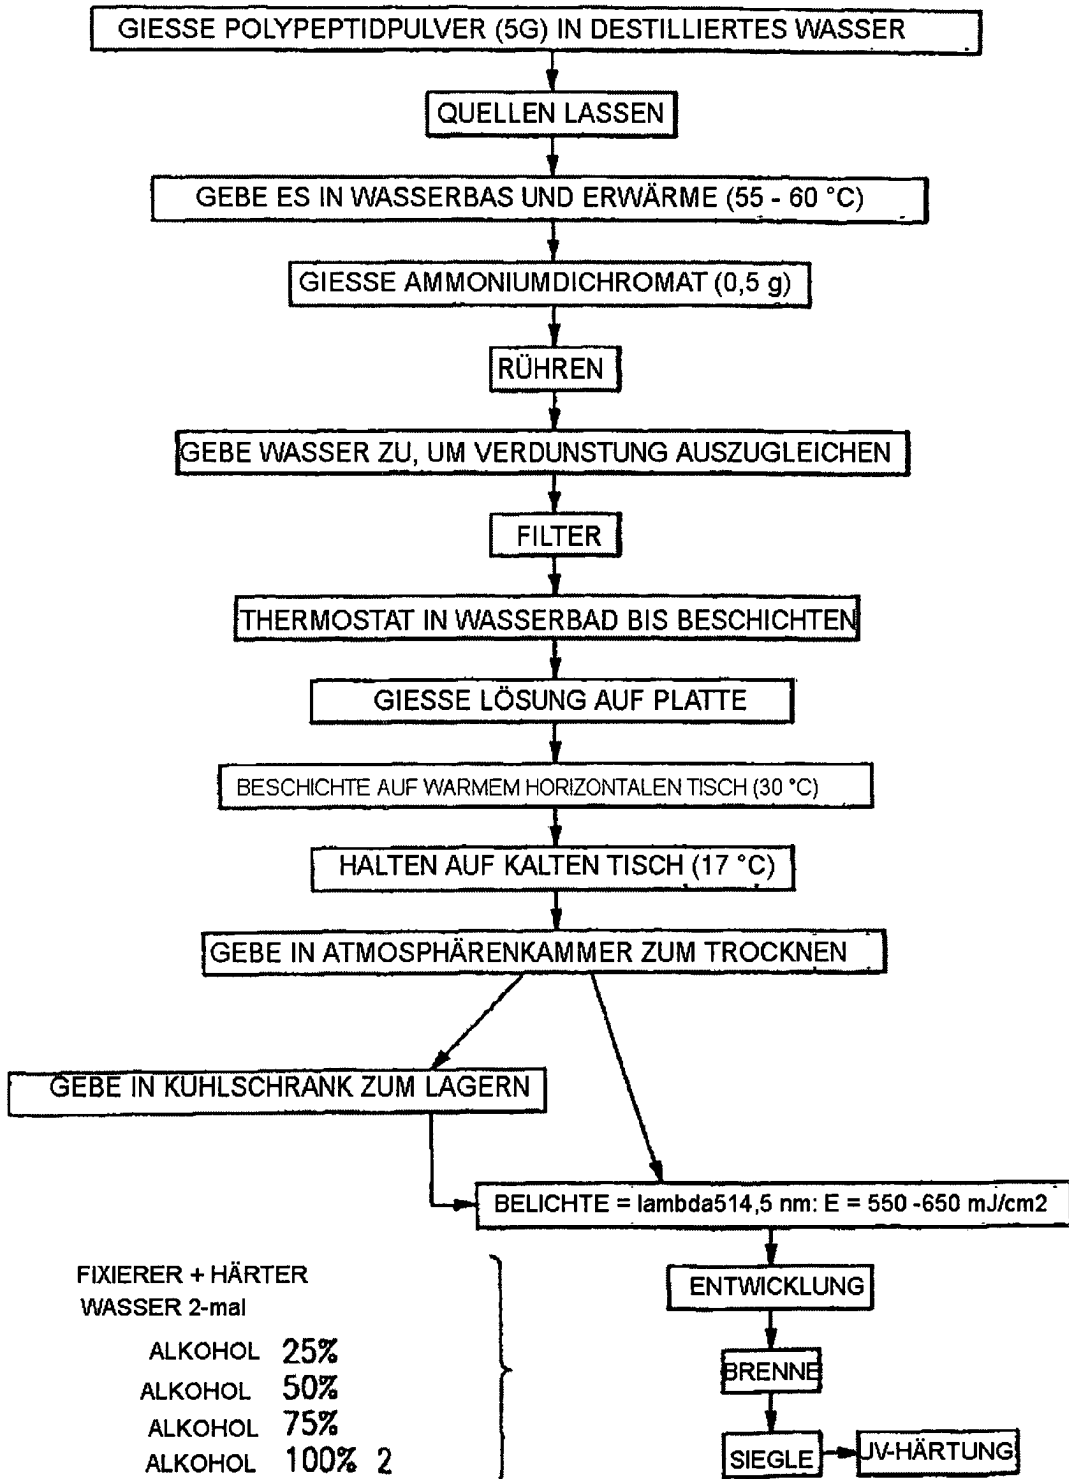 GIESSE POLYPEPTIDPULVER (5G) IN DESTILLIERTES WASSER
QUELLEN LASSEN
GEBE ES IN WASSERBAS UND ERWÄRME (55 - 60 °C)
GIESSE AMMONIUMDICHROMAT (0,5 g)
RÜHREN
GEBE WASSER ZU, UM VERDUNSTUNG AUSZUGLEICHEN
FILTER
THERMOSTAT IN WASSERBAD BIS BESCHICHTEN
GIESSE LÖSUNG AUF PLATTE
BESCHICHTE AUF WARMEM HORIZONTALEN TISCH (30 °C)
HALTEN AUF KALTEN TISCH (17 °C)
GEBE IN ATMOSPHÄRENKAMMER ZUM TROCKNEN
GEBE IN KUHLSCHRANK ZUM LAGERN
BELICHTE = lambda514,5 nm: E = 550 -650 mJ/cm2
ENTWICKLUNG
BRENNE
SIEGLE
UV-HÄRTUNG
FIXIERER + HÄRTER
WASSER 2-mal
ALKOHOL 25%
ALKOHOL 50%
ALKOHOL 75%
ALKOHOL 100% 2